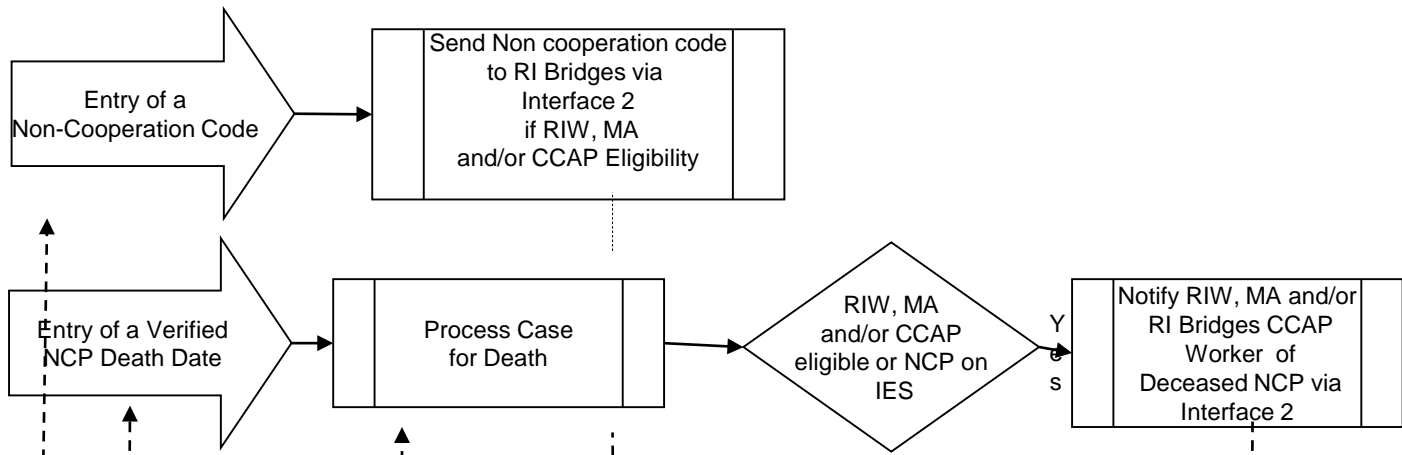 Entry of a
Non-Cooperation Code
Send Non cooperation code
to RI Bridges via
Interface 2
if RIW, MA
and/or CCAP Eligibility
Entry of a Verified
NCP Death Date
Process Case
for Death
RIW, MA
and/or CCAP
eligible or NCP on
IES
Yes
Notify RIW, MA and/or
RI Bridges CCAP
Worker of
Deceased NCP via
Interface 2